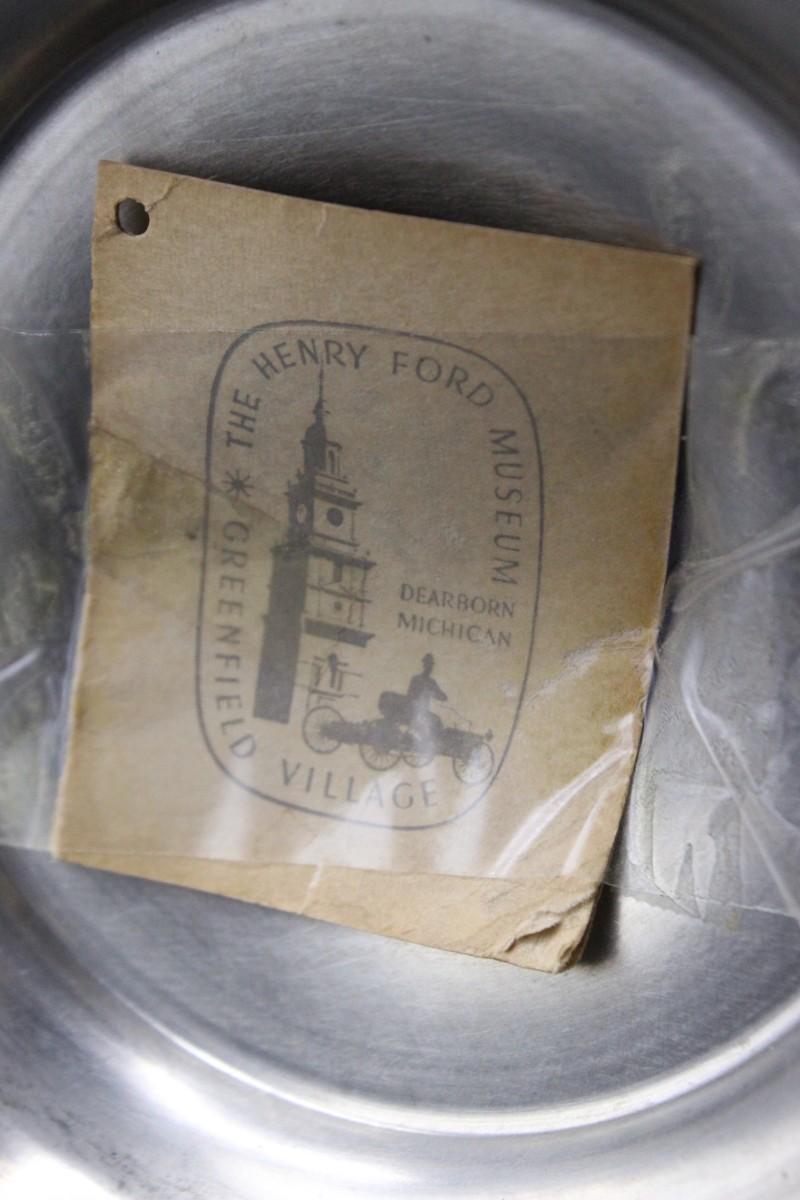 THE HENRY FORD MUSEUM
GREENFIELD VILLAGE
DEARBORN
MICHIGAN